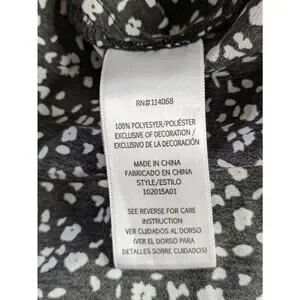 RN#114068
100% POLYESYER/POLIÉSTER
EXCLUSIVE OF DECORATION /
EXCLUSIVO DE LA DECORACIÓN
MADE IN CHINA
FABRICADO EN CHINA
STYLE/ESTILO
102015A01
SEE REVERSE FOR CARE
INSTRUCTION
VER CUIDADOS AL DORSO
(VER EL DORSO PARA
DETALLES SOBRE CUIDADOS)